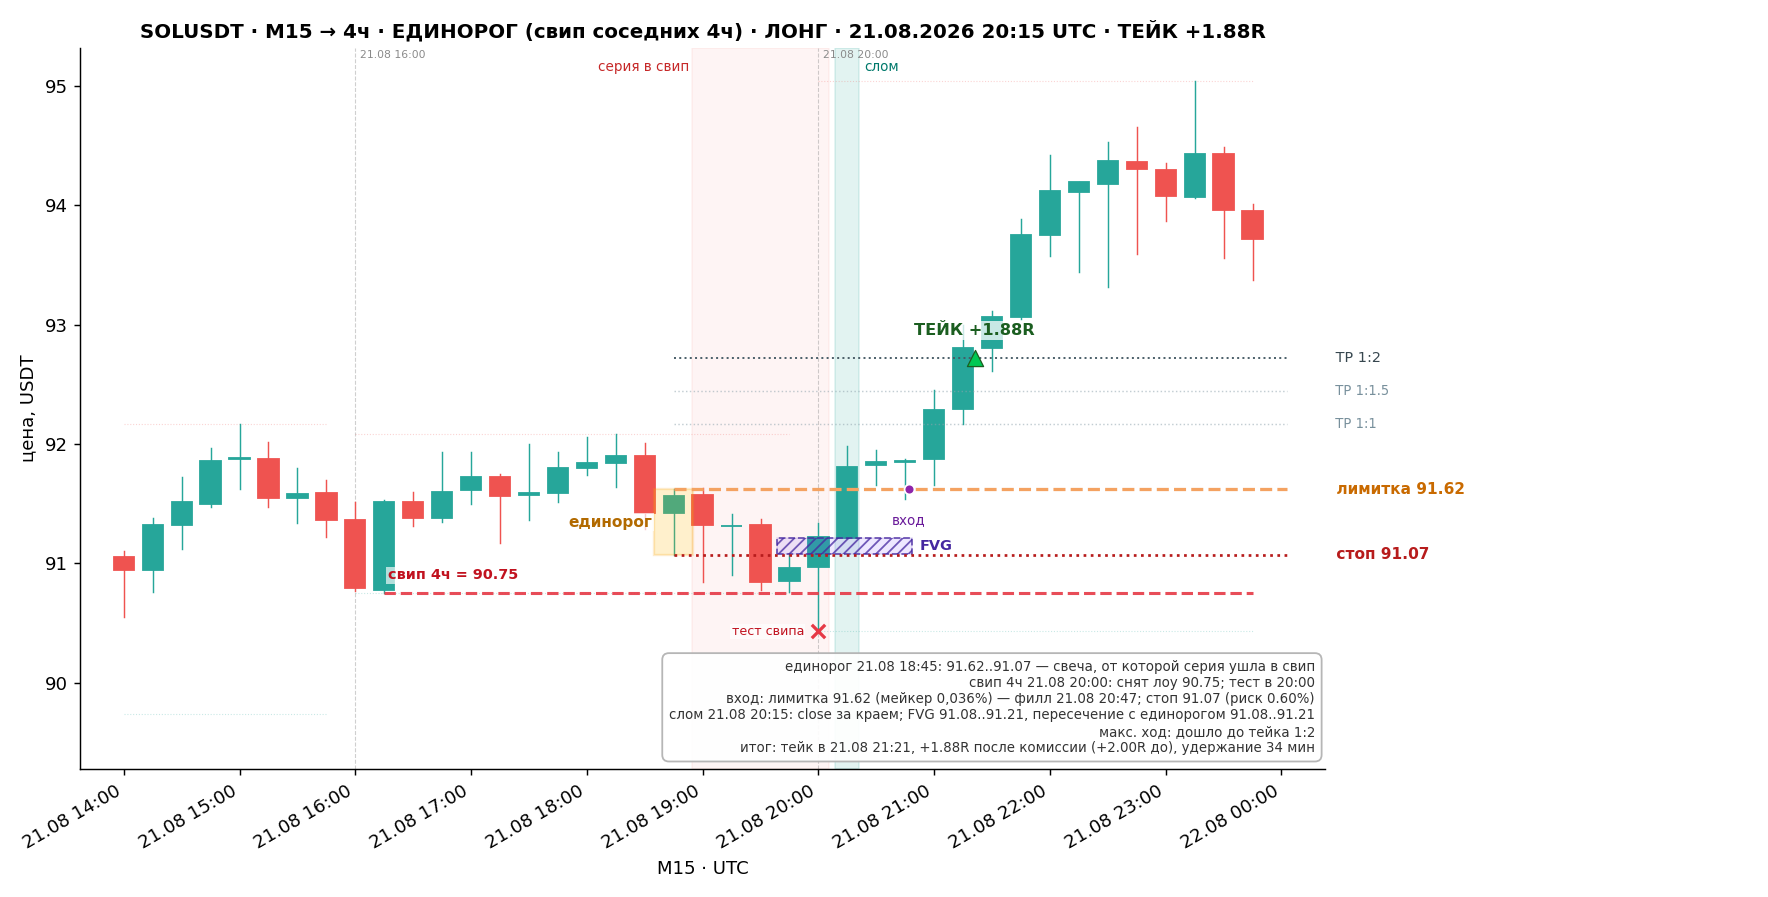 SOLUSDT · M15 → 4ч · ЕДИНОРОГ (свип соседних 4ч) · ЛОНГ · 21.08.2026 20:15 UTC · ТЕЙК +1.88R
21.08 16:00
21.08 20:00
серия в свип
слом
95
94
93
92
91
90
цена, USDT
ТЕЙК +1.88R
TP 1:2
TP 1:1.5
TP 1:1
лимитка 91.62
единорог
вход
FVG
стоп 91.07
свип 4ч = 90.75
тест свипа
единорог 21.08 18:45: 91.62..91.07 — свеча, от которой серия ушла в свип
свип 4ч 21.08 20:00: снят лоу 90.75; тест в 20:00
вход: лимитка 91.62 (мейкер 0,036%) — филл 21.08 20:47; стоп 91.07 (риск 0.60%)
слом 21.08 20:15: close за краем; FVG 91.08..91.21, пересечение с единорогом 91.08..91.21
макс. ход: дошло до тейка 1:2
итог: тейк в 21.08 21:21, +1.88R после комиссии (+2.00R до), удержание 34 мин
21.08 14:00
21.08 15:00
21.08 16:00
21.08 17:00
21.08 18:00
21.08 19:00
21.08 20:00
21.08 21:00
21.08 22:00
21.08 23:00
22.08 00:00
M15 · UTC